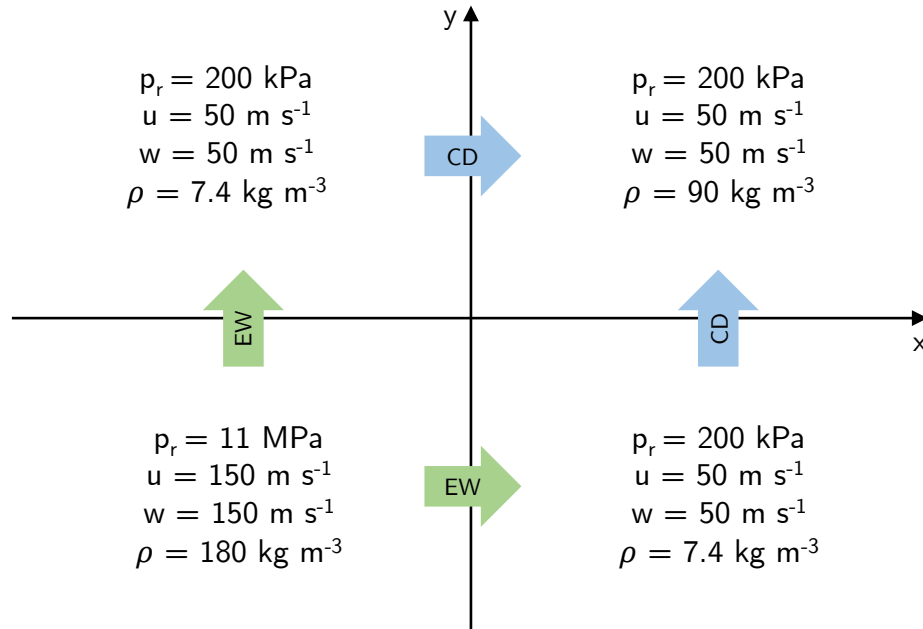 y
p_r = 200 kPa
u = 50 m s⁻¹
w = 50 m s⁻¹
ρ = 7.4 kg m⁻³
CD
p_r = 200 kPa
u = 50 m s⁻¹
w = 50 m s⁻¹
ρ = 90 kg m⁻³
EW
CD
x
p_r = 11 MPa
u = 150 m s⁻¹
w = 150 m s⁻¹
ρ = 180 kg m⁻³
EW
p_r = 200 kPa
u = 50 m s⁻¹
w = 50 m s⁻¹
ρ = 7.4 kg m⁻³